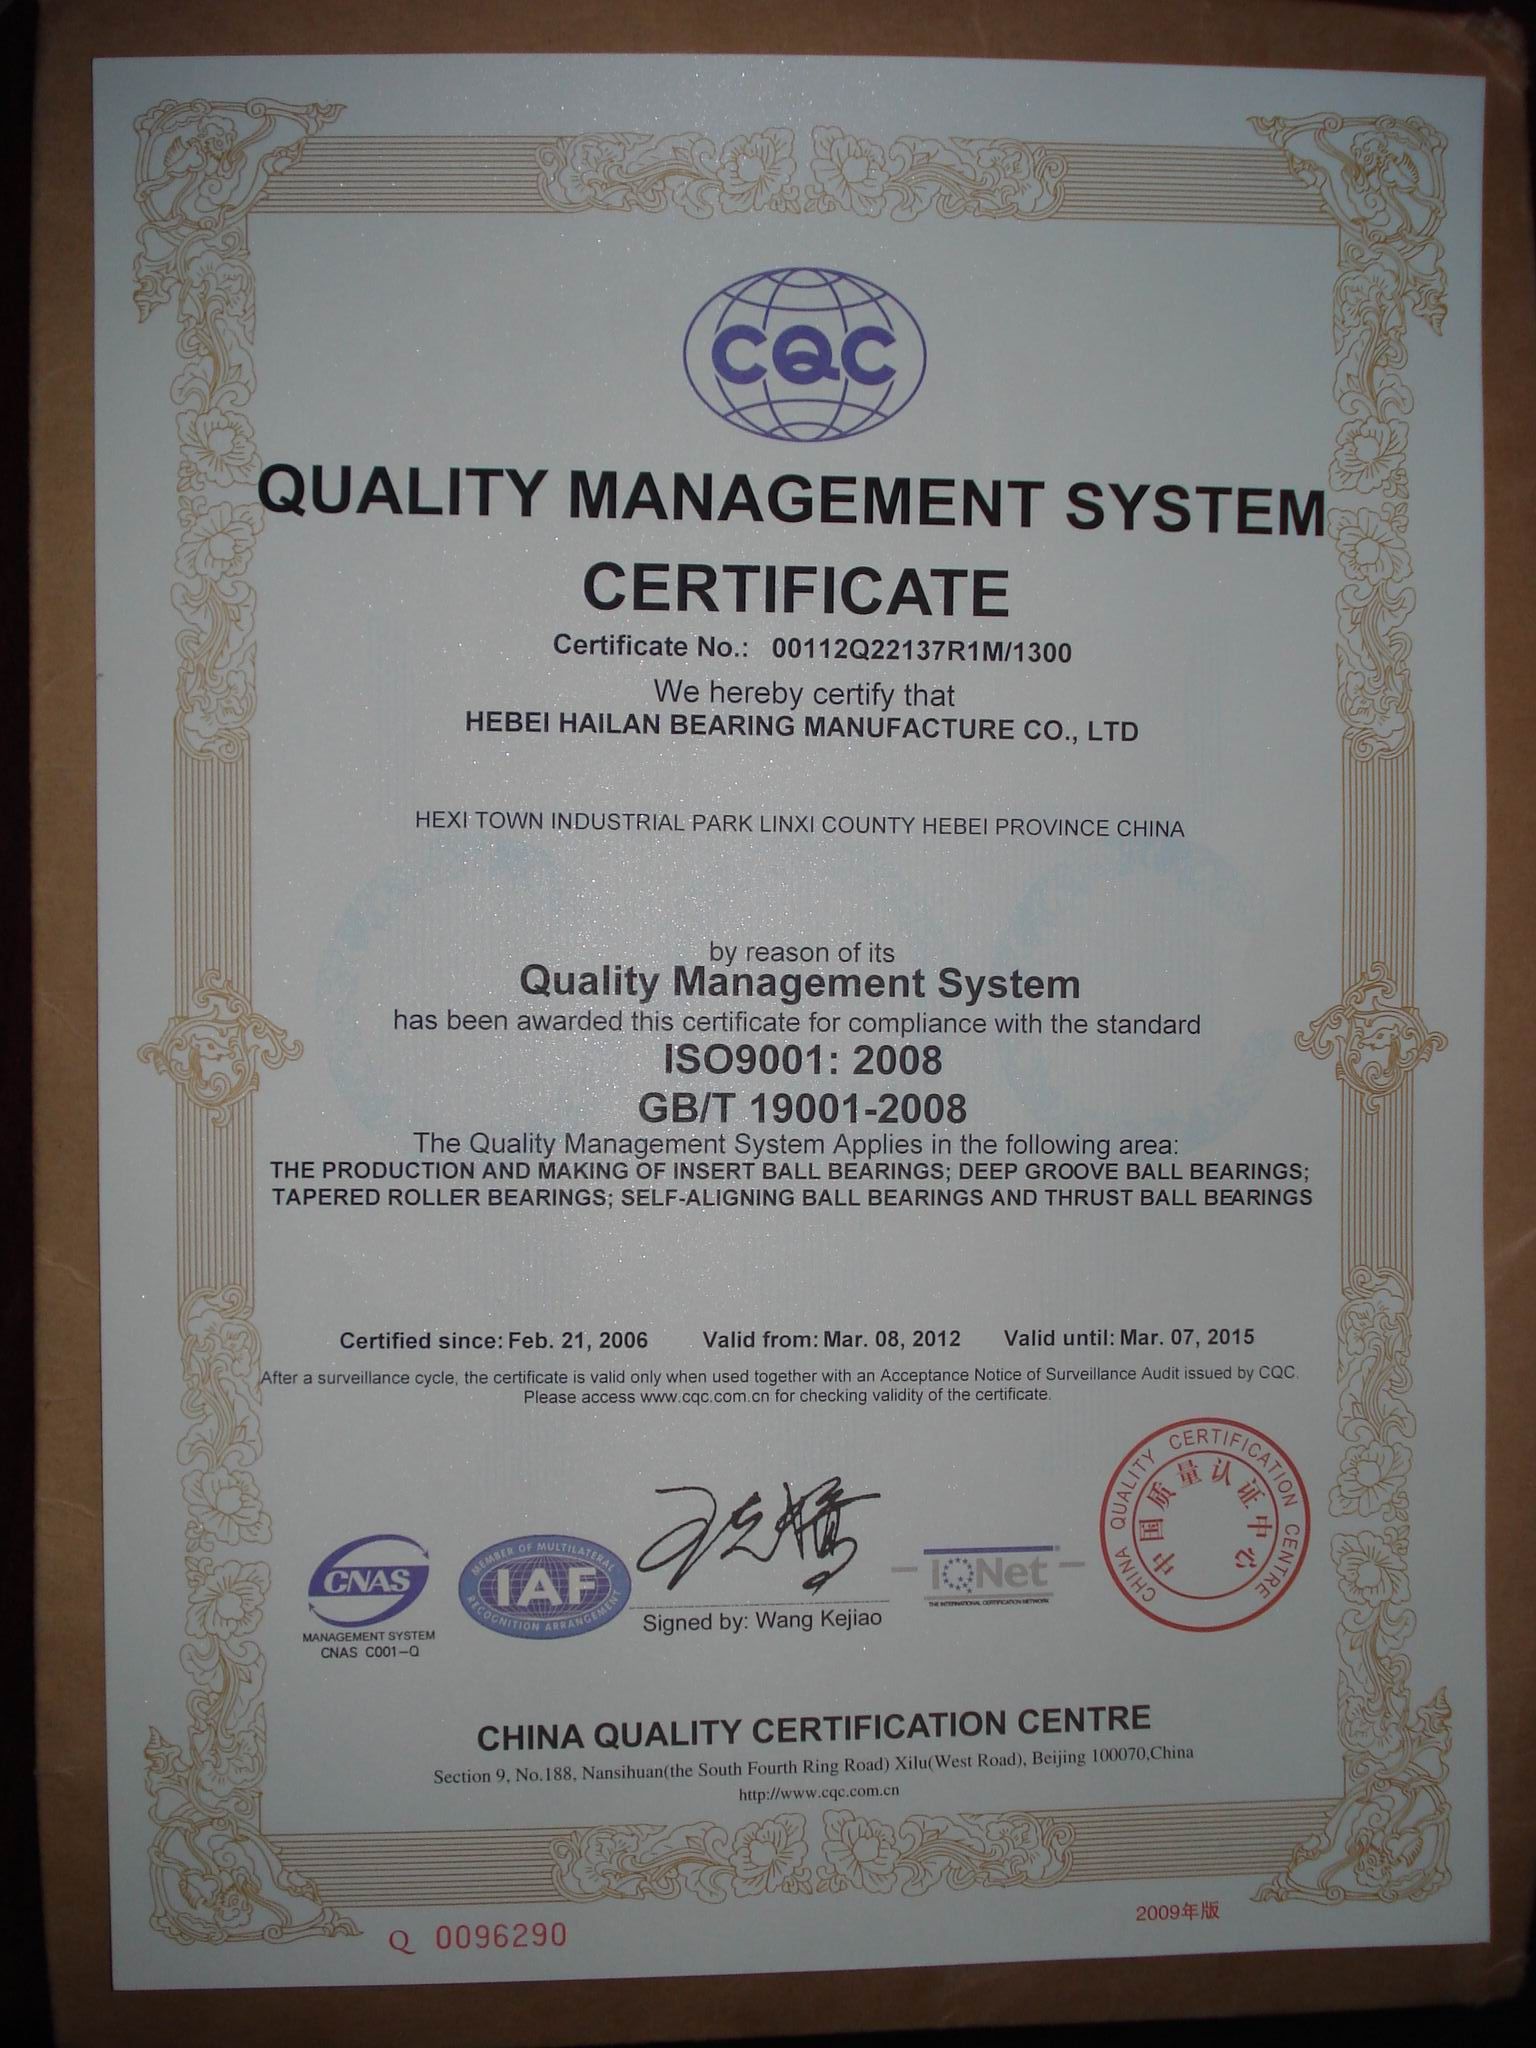 CQC
QUALITY MANAGEMENT SYSTEM
CERTIFICATE
Certificate No.: 00112Q22137R1M/1300
We hereby certify that
HEBEI HAILAN BEARING MANUFACTURE CO., LTD
HEXI TOWN INDUSTRIAL PARK LINXI COUNTY HEBEI PROVINCE CHINA
by reason of its
Quality Management System
has been awarded this certificate for compliance with the standard
ISO9001: 2008
GB/T 19001-2008
The Quality Management System Applies in the following area:
THE PRODUCTION AND MAKING OF INSERT BALL BEARINGS; DEEP GROOVE BALL BEARINGS;
TAPERED ROLLER BEARINGS; SELF-ALIGNING BALL BEARINGS AND THRUST BALL BEARINGS
Certified since: Feb. 21, 2006 Valid from: Mar. 08, 2012 Valid until: Mar. 07, 2015
After a surveillance cycle, the certificate is valid only when used together with an Acceptance Notice of Surveillance Audit issued by CQC.
Please access www.cqc.com.cn for checking validity of the certificate.
CNAS
MANAGEMENT SYSTEM
CNAS C001-Q
MEMBER OF MULTILATERAL
IAF
RECOGNITION ARRANGEMENT
Signed by: Wang Kejiao
IQNet
THE INTERNATIONAL CERTIFICATION NETWORK
CHINA QUALITY CERTIFICATION CENTRE
中国质量认证中心
CHINA QUALITY CERTIFICATION CENTRE
Section 9, No.188, Nansihuan(the South Fourth Ring Road) Xilu(West Road), Beijing 100070,China
http://www.cqc.com.cn
Q 0096290
2009年版